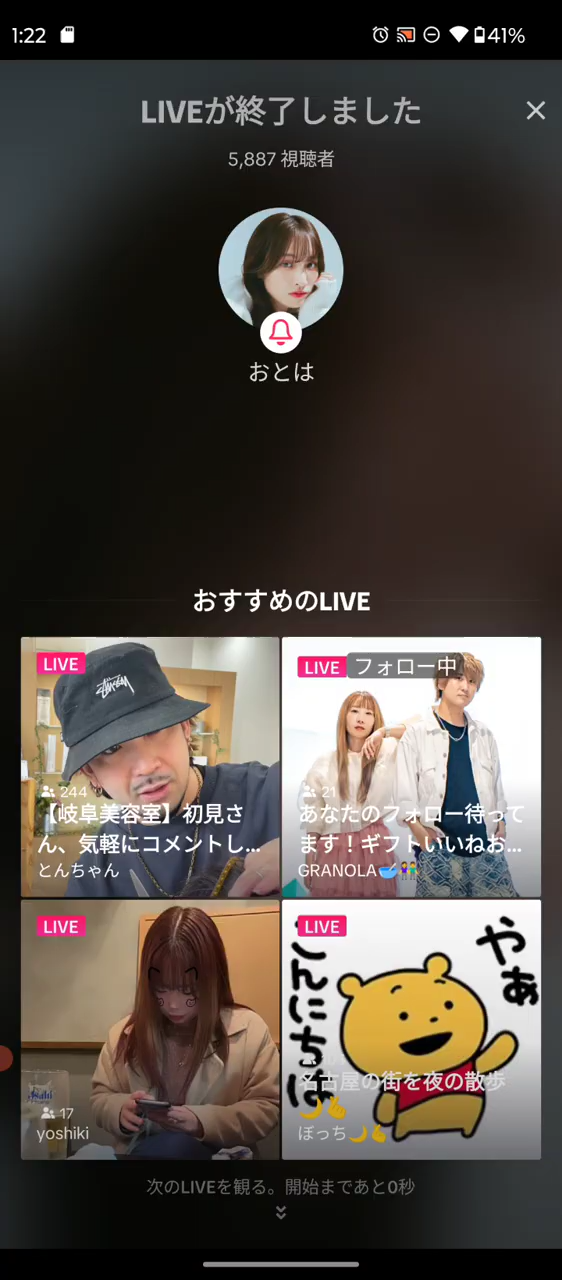 1:22
41%
LIVEが終了しました
5,887 視聴者
おとは
おすすめのLIVE
LIVE
244
【岐阜美容室】初見さ
ん、気軽にコメントし...
とんちゃん
LIVE フォロー中
21
あなたのフォロー待って
ます！ギフトいいねお...
GRANOLA🥣👫
LIVE
Asahi
17
yoshiki
LIVE
やぁ
こんにちは
名古屋の街を夜の散歩
🌙💪
ぼっち🌙💪
次のLIVEを観る。開始まであと0秒